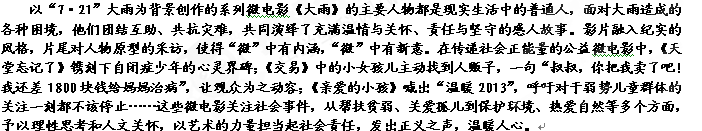 以“7·21”大雨为背景创作的系列微电影《大雨》的主要人物都是现实生活中的普通人，面对大雨造成的
各种困境，他们团结互助、共抗灾难，共同演绎了充满温情与关怀、责任与坚守的感人故事。影片融入纪实的
风格，片尾对人物原型的采访，使得“微”中有内涵，“微”中有新意。在传递社会正能量的公益微电影中，《天
堂忘记了》镌刻下自闭症少年的心灵界碑；《交易》中的小女孩儿主动找到人贩子，一句“叔叔，你把我卖了吧！
我还差1800块钱给妈妈治病”，让观众为之动容；《亲爱的小孩》喊出“温暖2013”，呼吁对于弱势儿童群体的
关注一刻都不该停止……这些微电影关注社会事件，从帮扶贫弱、关爱孤儿到保护环境、热爱自然等多个方面，
予以理性思考和人文关怀，以艺术的力量担当起社会责任，发出正义之声，温暖人心。